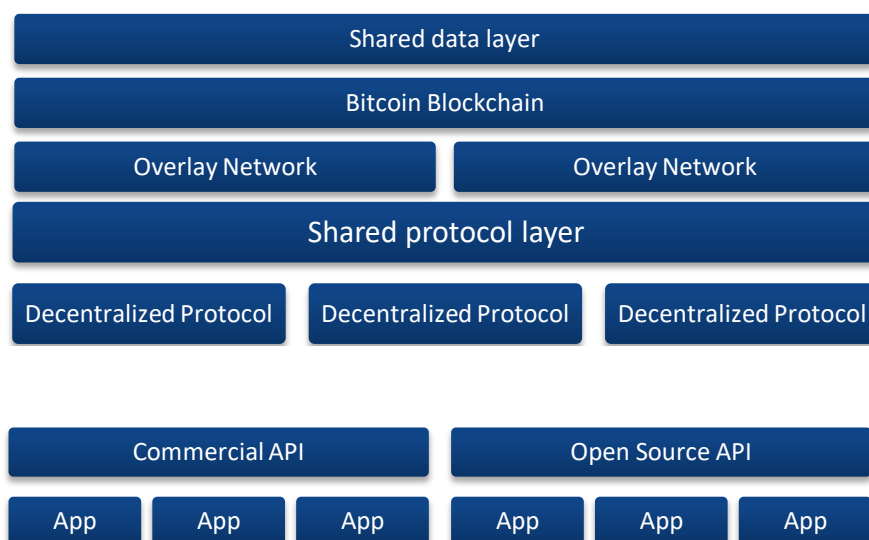 Shared data layer
Bitcoin Blockchain
Overlay Network Overlay Network
Shared protocol layer
Decentralized Protocol Decentralized Protocol Decentralized Protocol
Commercial API Open Source API
App App App App App App